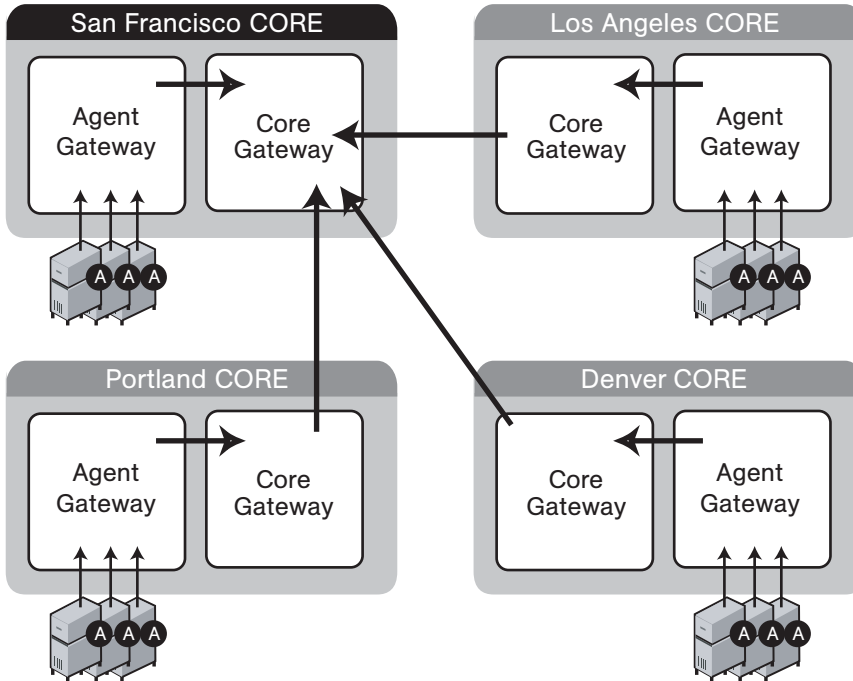 San Francisco CORE
Agent
Gateway
Core
Gateway
A A A
Los Angeles CORE
Core
Gateway
Agent
Gateway
A A A
Portland CORE
Agent
Gateway
Core
Gateway
A A A
Denver CORE
Core
Gateway
Agent
Gateway
A A A